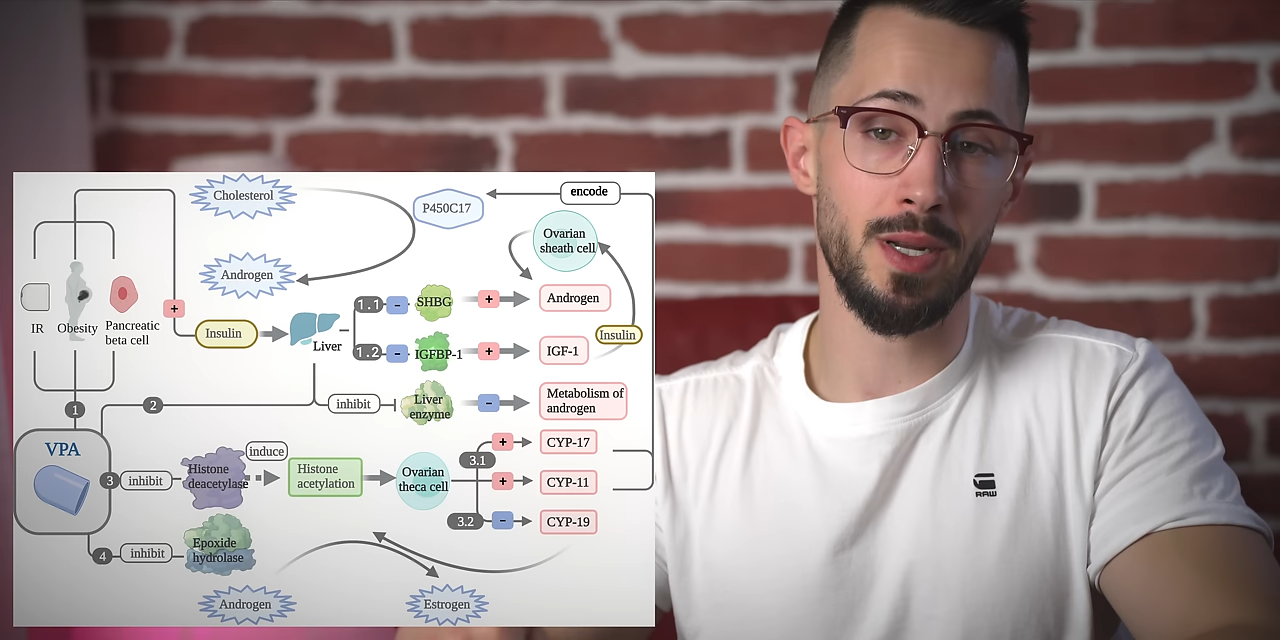 Cholesterol
P450C17
encode
Ovarian
sheath cell
Androgen
IR
Obesity
Pancreatic
beta cell
+
Insulin
Liver
1.1
-
SHBG
+
Androgen
1.2
-
IGFBP-1
+
IGF-1
Insulin
1
2
inhibit
Liver
enzyme
-
Metabolism of
androgen
VPA
3
inhibit
Histone
deacetylase
induce
Histone
acetylation
Ovarian
theca cell
3.1
+
CYP-17
+
CYP-11
3.2
-
CYP-19
4
inhibit
Epoxide
hydrolase
Androgen
Estrogen
G
RAW